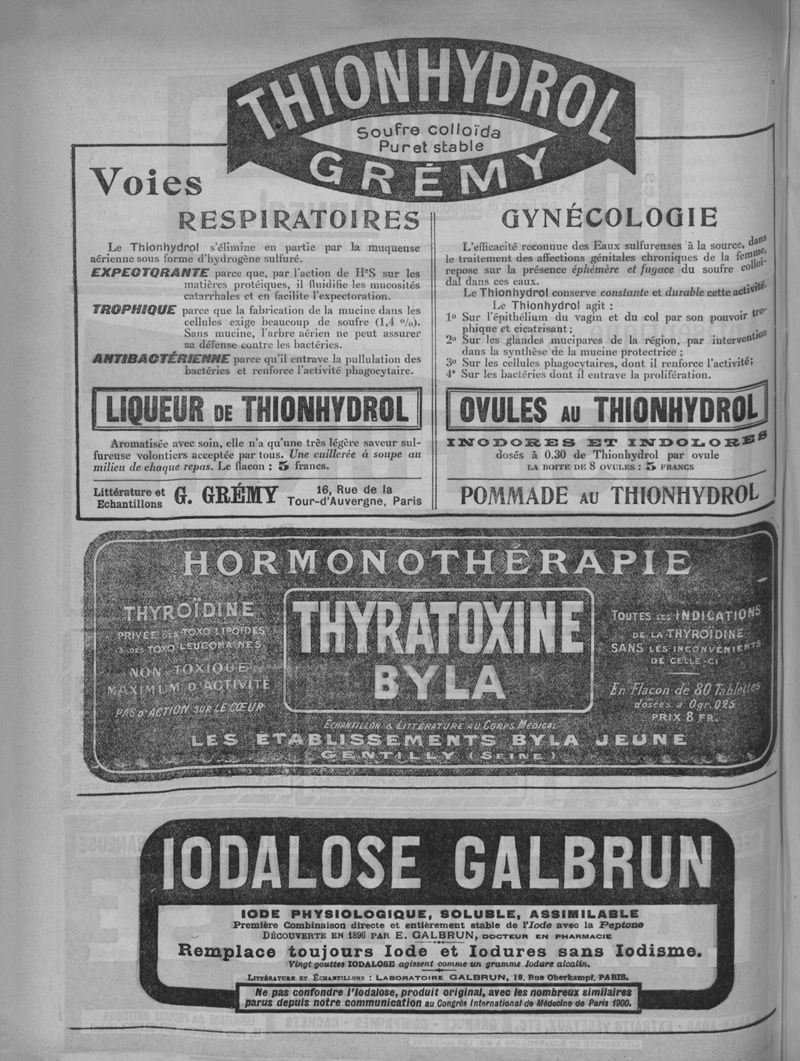 THIONHYDROL
Soufre colloïda
Pur et stable
GRÉMY
Voies
RESPIRATOIRES
Le Thionhydrol s'élimine en partie par la muqueuse
aérienne sous forme d'hydrogène sulfuré.
EXPECTORANTE parce que, par l'action de H²S sur les
matières protéiques, il fluidifie les mucosités
catarrhales et en facilite l'expectoration.
TROPHIQUE parce que la fabrication de la mucine dans les
cellules exige beaucoup de soufre (1,4 %).
Sans mucine, l'arbre aérien ne peut assurer
sa défense contre les bactéries.
ANTIBACTÉRIENNE parce qu'il entrave la pullulation des
bactéries et renforce l'activité phagocytaire.
LIQUEUR DE THIONHYDROL
Aromatisée avec soin, elle n'a qu'une très légère saveur sul-
fureuse volontiers acceptée par tous. Une cuillerée à soupe au
milieu de chaque repas. Le flacon : 5 francs.
Littérature et
Echantillons
G. GRÉMY
16, Rue de la
Tour-d'Auvergne, Paris
GYNÉCOLOGIE
L'efficacité reconnue des Eaux sulfureuses à la source, dans
le traitement des affections génitales chroniques de la femme,
repose sur la présence éphémère et fugace du soufre colloï-
dal dans ces eaux.
Le Thionhydrol conserve constante et durable cette activité.
Le Thionhydrol agit :
1o Sur l'épithélium du vagin et du col par son pouvoir tro-
phique et cicatrisant ;
2o Sur les glandes mucipares de la région, par intervention
dans la synthèse de la mucine protectrice ;
3o Sur les cellules phagocytaires, dont il renforce l'activité;
4° Sur les bactéries dont il entrave la prolifération.
OVULES AU THIONHYDROL
INODORES ET INDOLORES
dosés à 0.30 de Thionhydrol par ovule
LA BOITE DE 8 OVULES : 5 FRANCS
POMMADE AU THIONHYDROL
HORMONOTHÉRAPIE
THYROÏDINE
PRIVÉE DES TOXO LIPOÏDES
& DES TOXO LEUCOMAÏNES
NON TOXIQUE
MAXIMUM D'ACTIVITÉ
PAS D'ACTION SUR LE CŒUR
THYRATOXINE
BYLA
TOUTES LES INDICATIONS
DE LA THYROÏDINE
SANS LES INCONVÉNIENTS
DE CELLE-CI
En Flacon de 80 Tablettes
dosées à 0gr.025
PRIX 8 FR.
ÉCHANTILLON & LITTÉRATURE AU CORPS MÉDICAL
LES ÉTABLISSEMENTS BYLA JEUNE
GENTILLY (SEINE)
IODALOSE GALBRUN
IODE PHYSIOLOGIQUE, SOLUBLE, ASSIMILABLE
Première Combinaison directe et entièrement stable de l'Iode avec la Peptone
DÉCOUVERTE EN 1896 PAR E. GALBRUN, DOCTEUR EN PHARMACIE
Remplace toujours Iode et Iodures sans Iodisme.
Vingt gouttes IODALOSE agissent comme un gramme Iodure alcalin.
LITTÉRATURE ET ÉCHANTILLONS : LABORATOIRE GALBRUN, 18, Rue Oberkampf, PARIS.
Ne pas confondre l'Iodalose, produit original, avec les nombreux similaires
parus depuis notre communication au Congrès International de Médecine de Paris 1900.